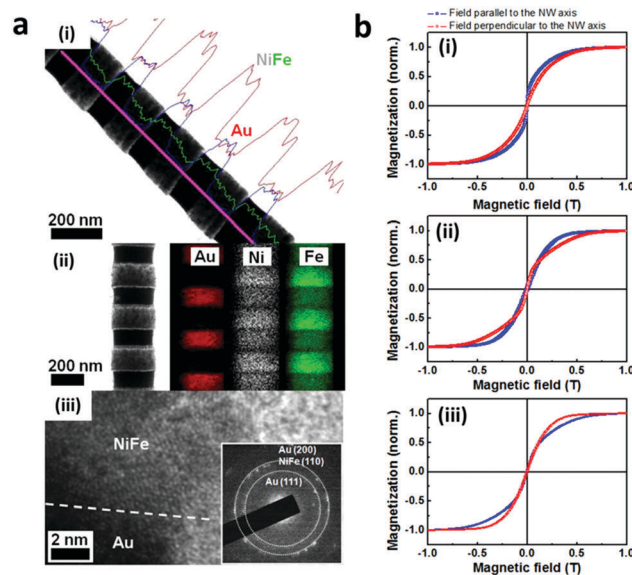 a
(i)
NiFe
Au
200 nm
(ii)
Au
Ni
Fe
200 nm
(iii)
NiFe
Au
2 nm
Au (200)
NiFe (110)
Au (111)
b
Field parallel to the NW axis
Field perpendicular to the NW axis
(i)
Magnetization (norm.)
1.0
0.5
0.0
-0.5
-1.0
-1.0 -0.5 0.0 0.5 1.0
Magnetic field (T)
(ii)
Magnetization (norm.)
1.0
0.5
0.0
-0.5
-1.0
-1.0 -0.5 0.0 0.5 1.0
Magnetic field (T)
(iii)
Magnetization (norm.)
1.0
0.5
0.0
-0.5
-1.0
-1.0 -0.5 0.0 0.5 1.0
Magnetic field (T)